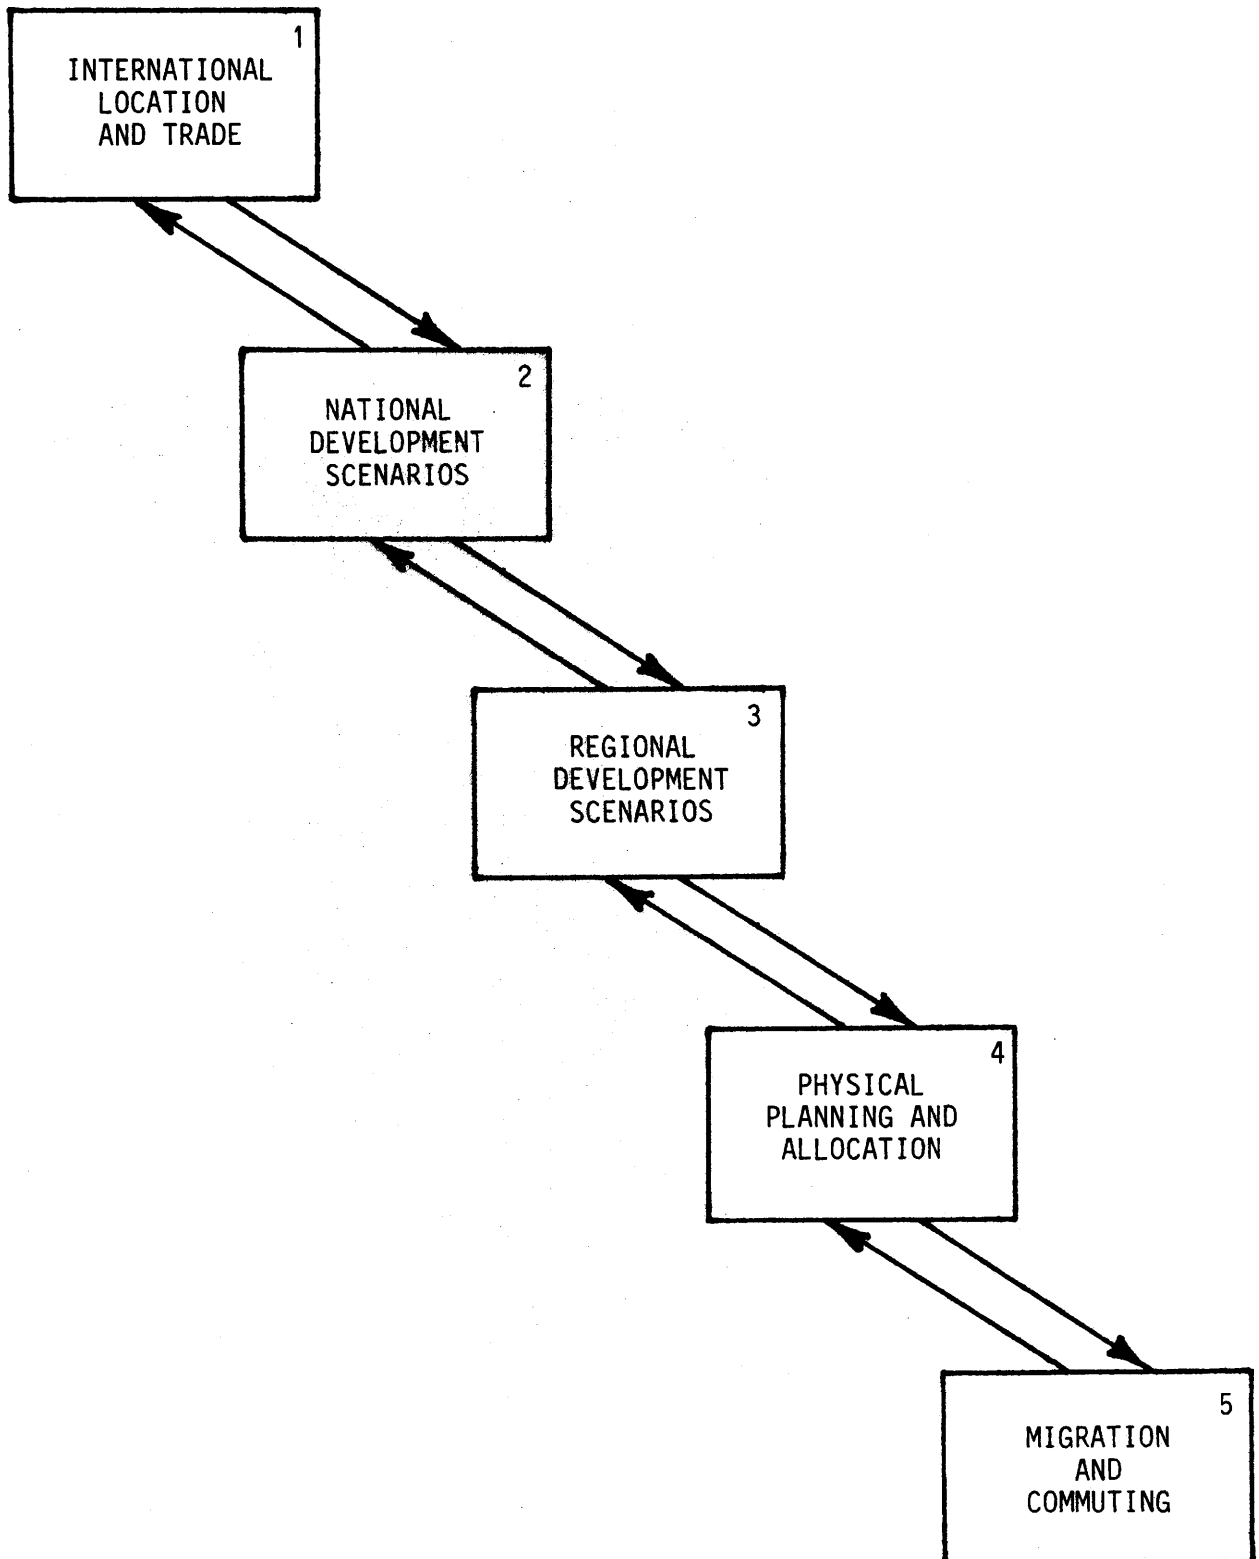 1
INTERNATIONAL
LOCATION
AND TRADE
2
NATIONAL
DEVELOPMENT
SCENARIOS
3
REGIONAL
DEVELOPMENT
SCENARIOS
4
PHYSICAL
PLANNING AND
ALLOCATION
5
MIGRATION
AND
COMMUTING